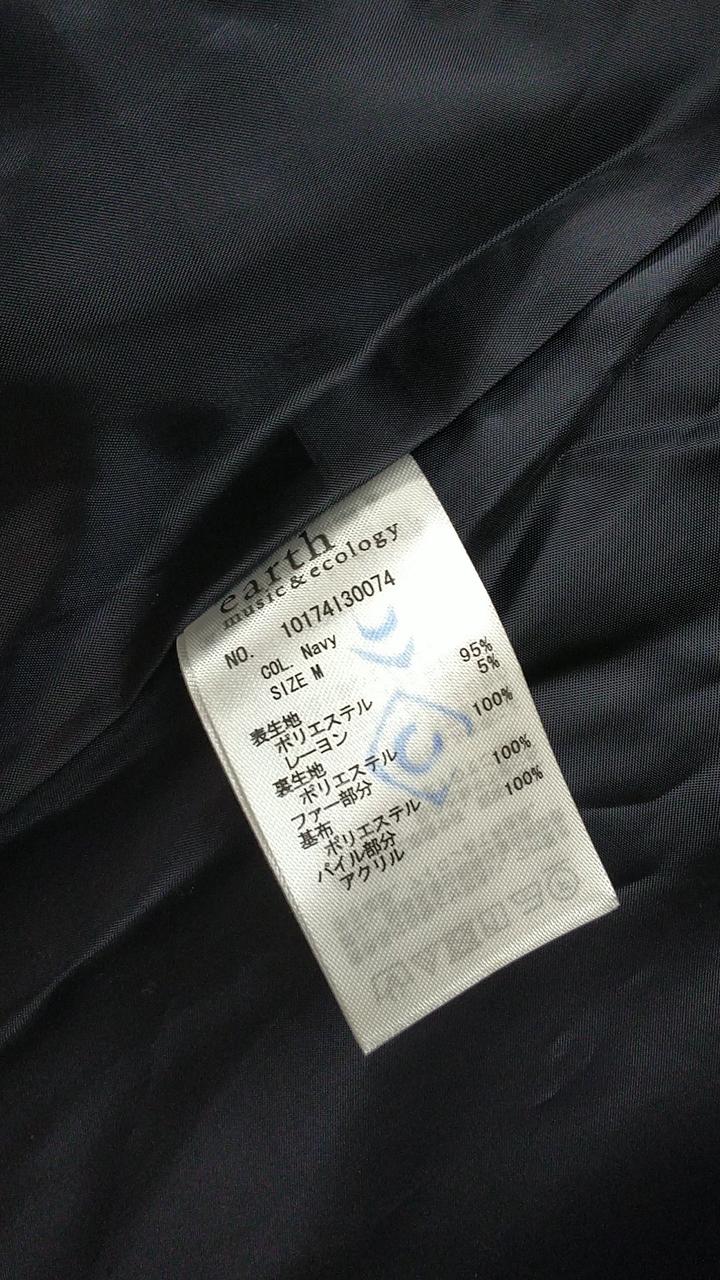 earth
music&ecology
NO. 10174I30074
COL. Navy
SIZE M
表生地
ポリエステル 95%
レーヨン 5%
裏生地
ポリエステル 100%
ファー部分
基布
ポリエステル 100%
パイル部分
アクリル 100%